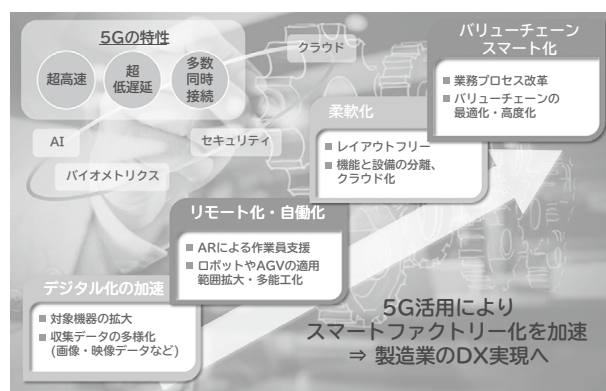 5Gの特性
超高速
超
低遅延
多数
同時
接続
クラウド
AI
セキュリティ
バイオメトリクス
バリューチェーン
スマート化
■ 業務プロセス改革
■ バリューチェーンの
最適化・高度化
柔軟化
■ レイアウトフリー
■ 機能と設備の分離、
クラウド化
リモート化・自働化
■ ARによる作業員支援
■ ロボットやAGVの適用
範囲拡大・多能工化
デジタル化の加速
■ 対象機器の拡大
■ 収集データの多様化
(画像・映像データなど)
5G活用により
スマートファクトリー化を加速
⇒ 製造業のDX実現へ